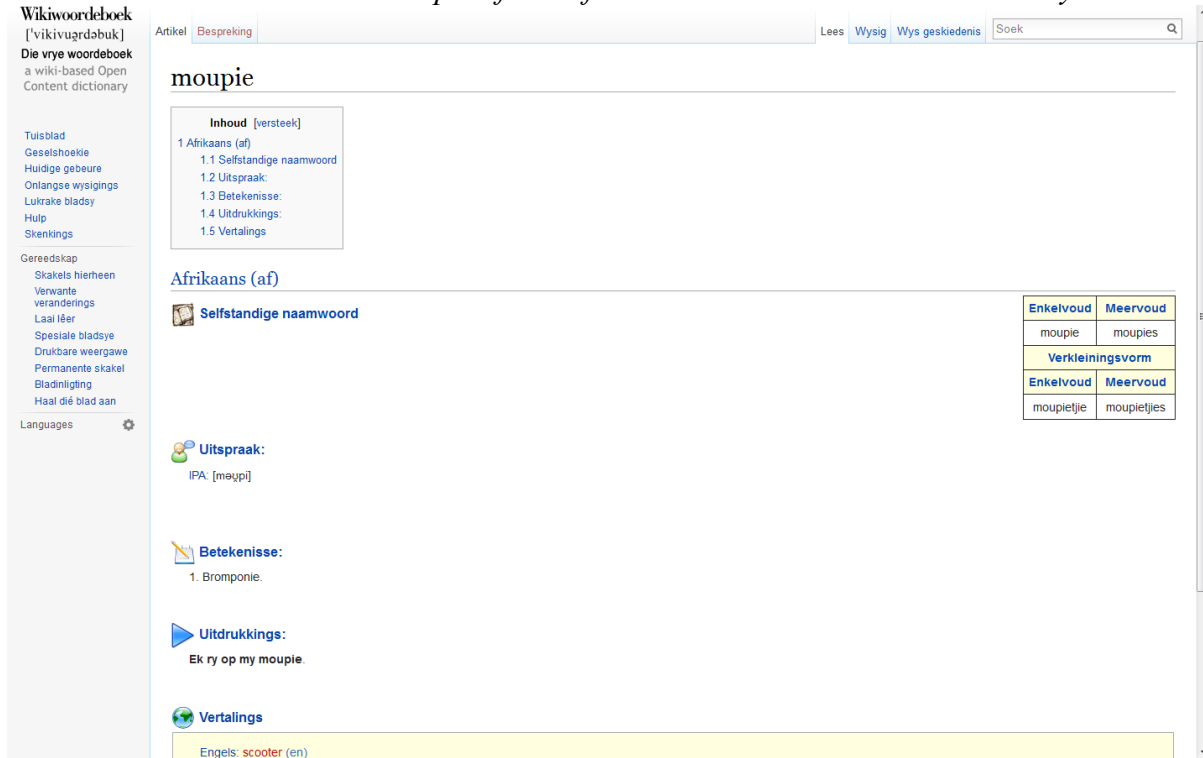 Wikiwoordeboek
[ˈvikivuərdəbuk]
Die vrye woordeboek
a wiki-based Open
Content dictionary
Tuisblad
Geselshoekie
Huidige gebeure
Onlangse wysigings
Lukrake bladsy
Hulp
Skenkings
Gereedskap
Skakels hierheen
Verwante
veranderings
Laai lêer
Spesiale bladsye
Drukbare weergawe
Permanente skakel
Bladinligting
Haal dié blad aan
Languages
Artikel Bespreking Lees Wysig Wys geskiedenis Soek
moupie
Inhoud [versteek]
1 Afrikaans (af)
1.1 Selfstandige naamwoord
1.2 Uitspraak:
1.3 Betekenisse:
1.4 Uitdrukkings:
1.5 Vertalings
Afrikaans (af)
Selfstandige naamwoord
Enkelvoud Meervoud
moupie moupies
Verkleiningsvorm
Enkelvoud Meervoud
moupietjie moupietjies
Uitspraak:
IPA: [məu̯pi]
Betekenisse:
1. Bromponie.
Uitdrukkings:
Ek ry op my moupie.
Vertalings
Engels: scooter (en)